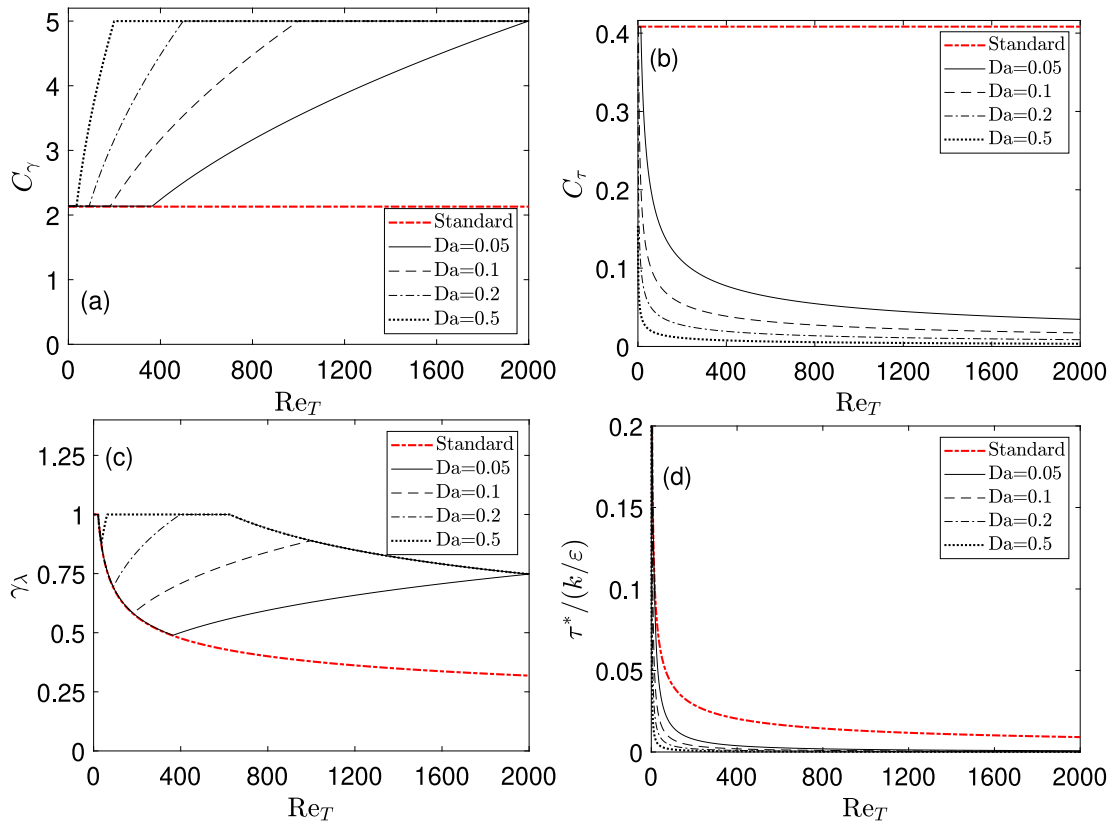 5
4
3
2
1
0
C_γ
(a)
Standard
Da=0.05
Da=0.1
Da=0.2
Da=0.5
0 400 800 1200 1600 2000
Re_T
0.4
0.3
0.2
0.1
0
C_τ
(b)
Standard
Da=0.05
Da=0.1
Da=0.2
Da=0.5
0 400 800 1200 1600 2000
Re_T
1.25
1
0.75
0.5
0.25
0
γ_λ
(c)
Standard
Da=0.05
Da=0.1
Da=0.2
Da=0.5
0 400 800 1200 1600 2000
Re_T
0.2
0.15
0.1
0.05
0
τ*/(k/ε)
(d)
Standard
Da=0.05
Da=0.1
Da=0.2
Da=0.5
0 400 800 1200 1600 2000
Re_T